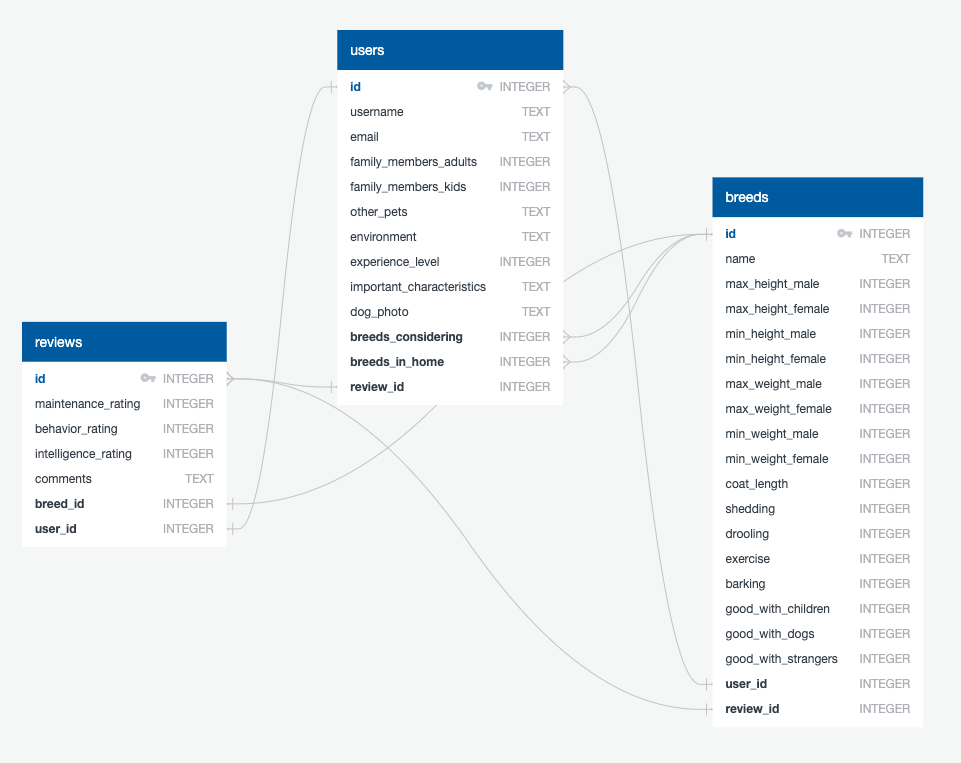 users
id INTEGER
username TEXT
email TEXT
family_members_adults INTEGER
family_members_kids INTEGER
other_pets TEXT
environment TEXT
experience_level INTEGER
important_characteristics TEXT
dog_photo TEXT
breeds_considering INTEGER
breeds_in_home INTEGER
review_id INTEGER
breeds
id INTEGER
name TEXT
max_height_male INTEGER
max_height_female INTEGER
min_height_male INTEGER
min_height_female INTEGER
max_weight_male INTEGER
max_weight_female INTEGER
min_weight_male INTEGER
min_weight_female INTEGER
coat_length INTEGER
shedding INTEGER
drooling INTEGER
exercise INTEGER
barking INTEGER
good_with_children INTEGER
good_with_dogs INTEGER
good_with_strangers INTEGER
user_id INTEGER
review_id INTEGER
reviews
id INTEGER
maintenance_rating INTEGER
behavior_rating INTEGER
intelligence_rating INTEGER
comments TEXT
breed_id INTEGER
user_id INTEGER